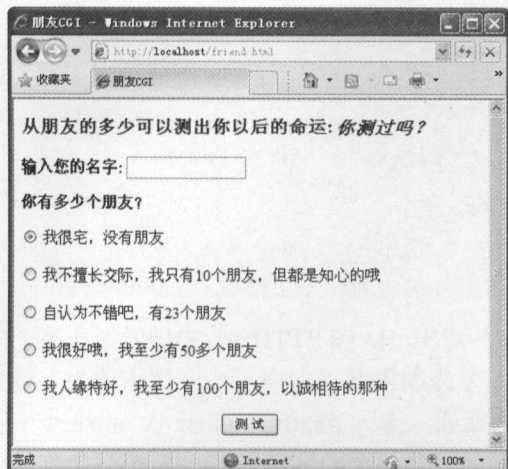 朋友CGI - Windows Internet Explorer
http://localhost/friend.html
收藏夹
朋友CGI
从朋友的多少可以测出你以后的命运: 你测过吗？
输入您的名字:
你有多少个朋友?
我很宅，没有朋友
我不擅长交际，我只有10个朋友，但都是知心的哦
自认为不错吧，有23个朋友
我很好哦，我至少有50多个朋友
我人缘特好，我至少有100个朋友，以诚相待的那种
测 试
完成
Internet
100%